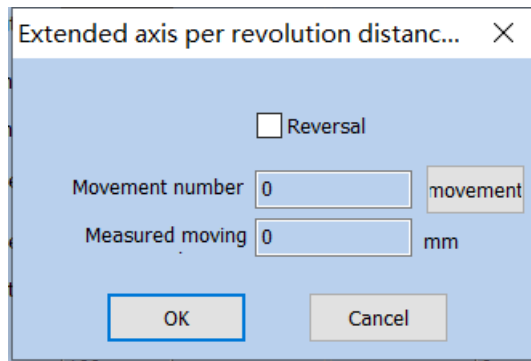 Extended axis per revolution distanc...
Reversal
Movement number 0 movement
Measured moving 0 mm
OK Cancel